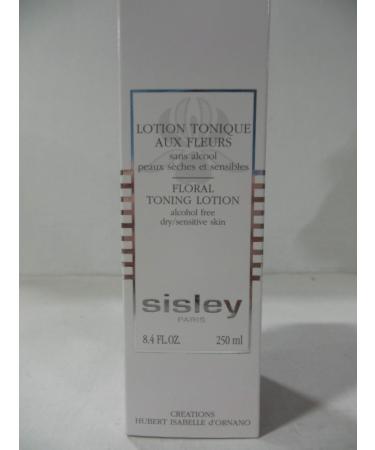 LOTION TONIQUE
AUX FLEURS
sans alcool
peaux sèches et sensibles
FLORAL
TONING LOTION
alcohol free
dry/sensitive skin
sisley
PARIS
8.4 FL.OZ. 250 ml
CREATIONS
HUBERT ISABELLE d'ORNANO